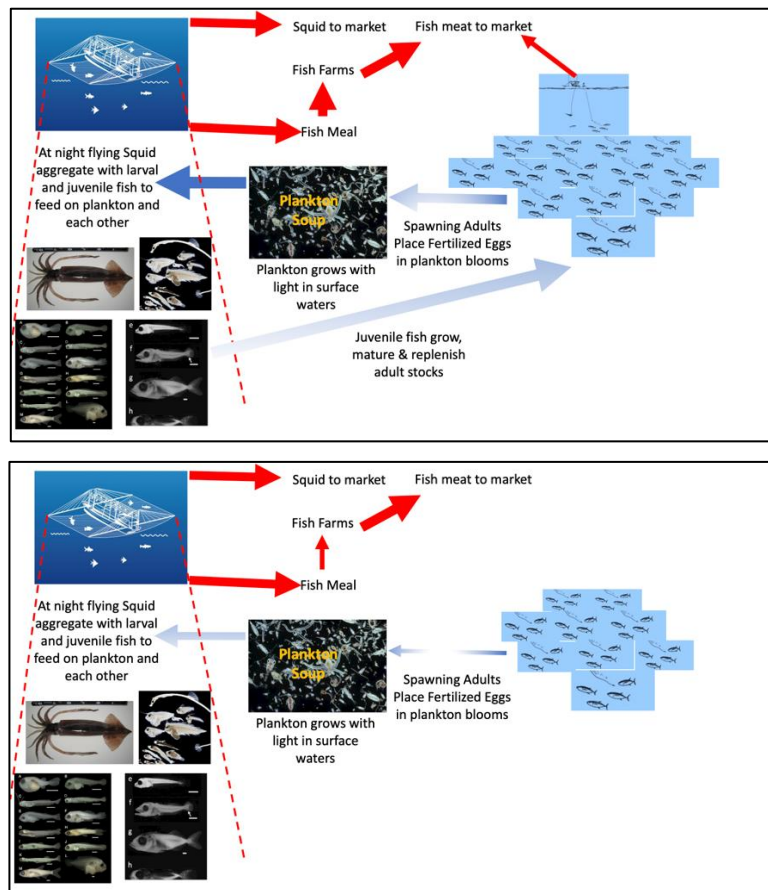 Squid to market
Fish meat to market
Fish Farms
Fish Meal
At night flying Squid
aggregate with larval
and juvenile fish to
feed on plankton and
each other
Plankton
Soup
Plankton grows with
light in surface
waters
Spawning Adults
Place Fertilized Eggs
in plankton blooms
Juvenile fish grow,
mature & replenish
adult stocks
e
f
g
h
Squid to market
Fish meat to market
Fish Farms
Fish Meal
At night flying Squid
aggregate with larval
and juvenile fish to
feed on plankton and
each other
Plankton
Soup
Plankton grows with
light in surface
waters
Spawning Adults
Place Fertilized Eggs
in plankton blooms
e
f
g
h